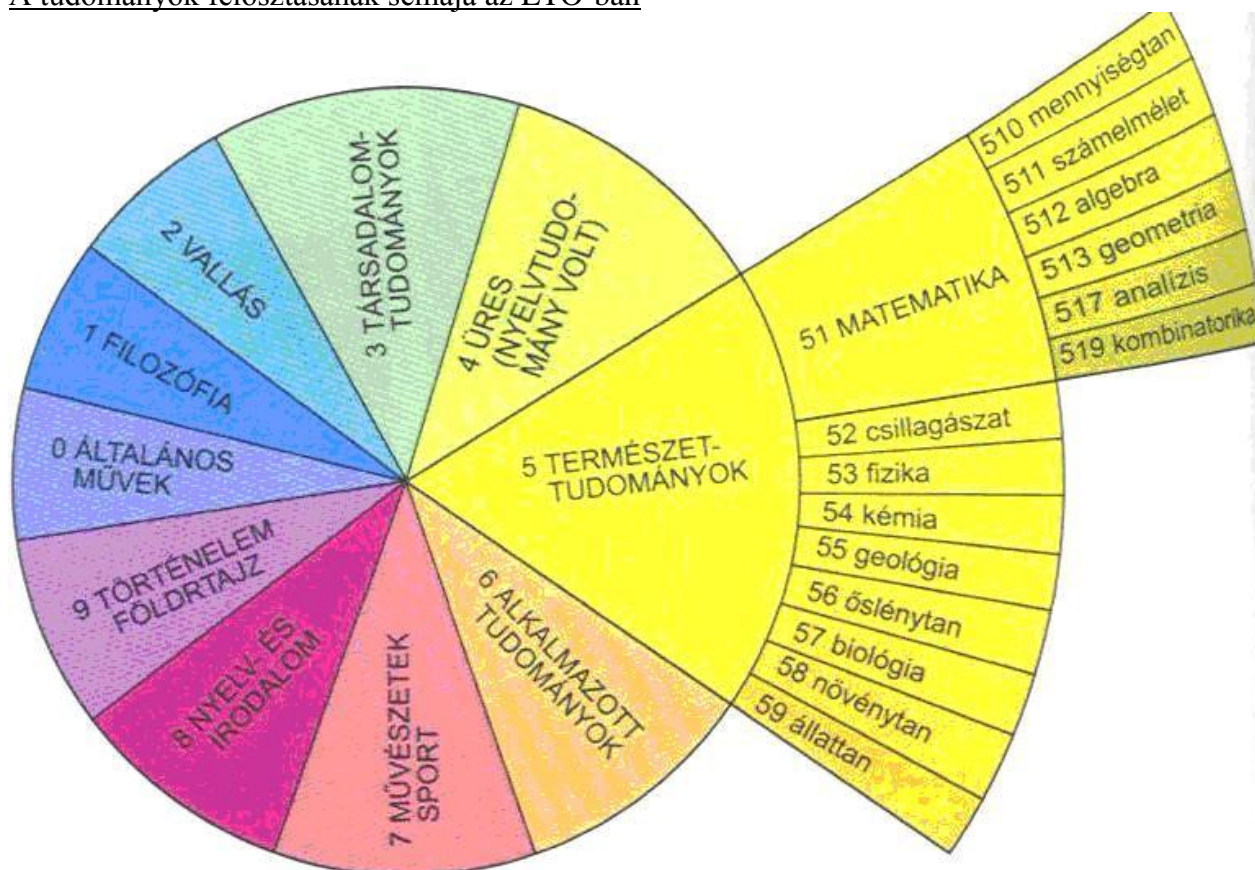 A tudományok felosztásának sémája az ETO-ban
0 ÁLTALÁNOS
MŰVEK
1 FILOZÓFIA
2 VALLÁS
3 TÁRSADALOM-
TUDOMÁNYOK
4 ÜRES
(NYELVTUDO-
MÁNY VOLT)
5 TERMÉSZET-
TUDOMÁNYOK
6 ALKALMAZOTT
TUDOMÁNYOK
7 MŰVÉSZETEK
SPORT
8 NYELV- ÉS
IRODALOM
9 TÖRTÉNELEM
FÖLDRTAJZ
51 MATEMATIKA
52 csillagászat
53 fizika
54 kémia
55 geológia
56 őslénytan
57 biológia
58 növénytan
59 állattan
510 mennyiségtan
511 számelmélet
512 algebra
513 geometria
517 analízis
519 kombinatorika